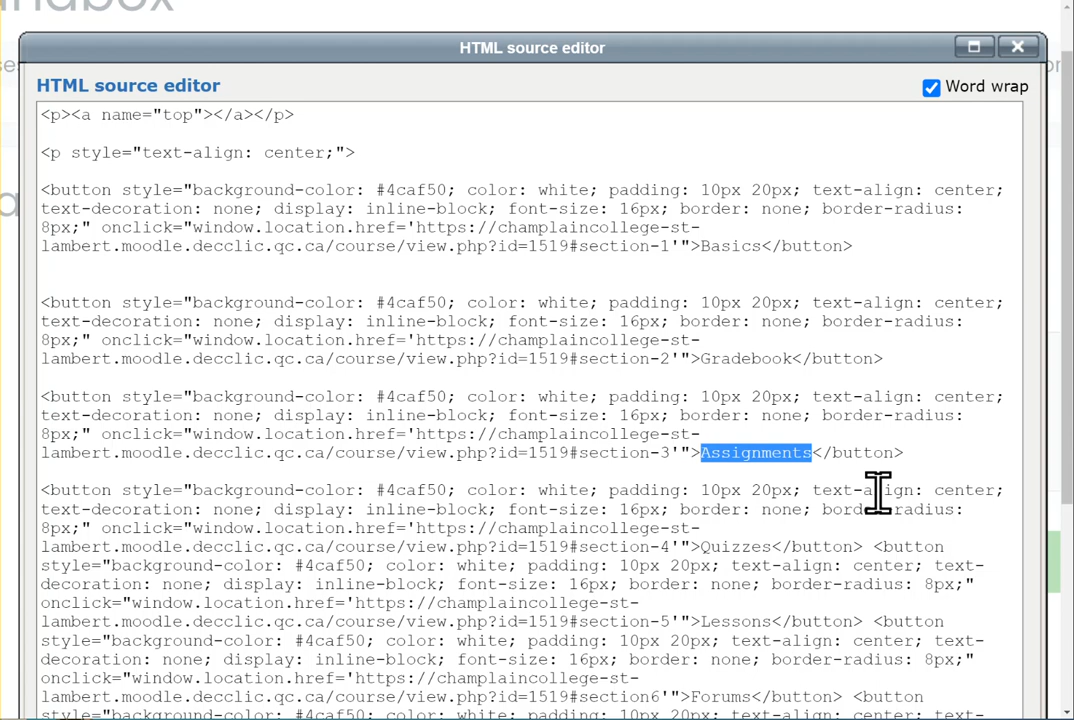 ndbox
HTML source editor
HTML source editor
Word wrap
<p><a name="top"></a></p>
<p style="text-align: center;">
<button style="background-color: #4caf50; color: white; padding: 10px 20px; text-align: center;
text-decoration: none; display: inline-block; font-size: 16px; border: none; border-radius:
8px;" onclick="window.location.href='https://champlaincollege-st-
lambert.moodle.decclic.qc.ca/course/view.php?id=1519#section-1'">Basics</button>
<button style="background-color: #4caf50; color: white; padding: 10px 20px; text-align: center;
text-decoration: none; display: inline-block; font-size: 16px; border: none; border-radius:
8px;" onclick="window.location.href='https://champlaincollege-st-
lambert.moodle.decclic.qc.ca/course/view.php?id=1519#section-2'">Gradebook</button>
<button style="background-color: #4caf50; color: white; padding: 10px 20px; text-align: center;
text-decoration: none; display: inline-block; font-size: 16px; border: none; border-radius:
8px;" onclick="window.location.href='https://champlaincollege-st-
lambert.moodle.decclic.qc.ca/course/view.php?id=1519#section-3'">Assignments</button>
<button style="background-color: #4caf50; color: white; padding: 10px 20px; text-align: center;
text-decoration: none; display: inline-block; font-size: 16px; border: none; border-radius:
8px;" onclick="window.location.href='https://champlaincollege-st-
lambert.moodle.decclic.qc.ca/course/view.php?id=1519#section-4'">Quizzes</button> <button
style="background-color: #4caf50; color: white; padding: 10px 20px; text-align: center; text-
decoration: none; display: inline-block; font-size: 16px; border: none; border-radius: 8px;"
onclick="window.location.href='https://champlaincollege-st-
lambert.moodle.decclic.qc.ca/course/view.php?id=1519#section-5'">Lessons</button> <button
style="background-color: #4caf50; color: white; padding: 10px 20px; text-align: center; text-
decoration: none; display: inline-block; font-size: 16px; border: none; border-radius: 8px;"
onclick="window.location.href='https://champlaincollege-st-
lambert.moodle.decclic.qc.ca/course/view.php?id=1519#section6'">Forums</button> <button
style="background-color: #4caf50; color: white; padding: 10px 20px; text-align: center; text-